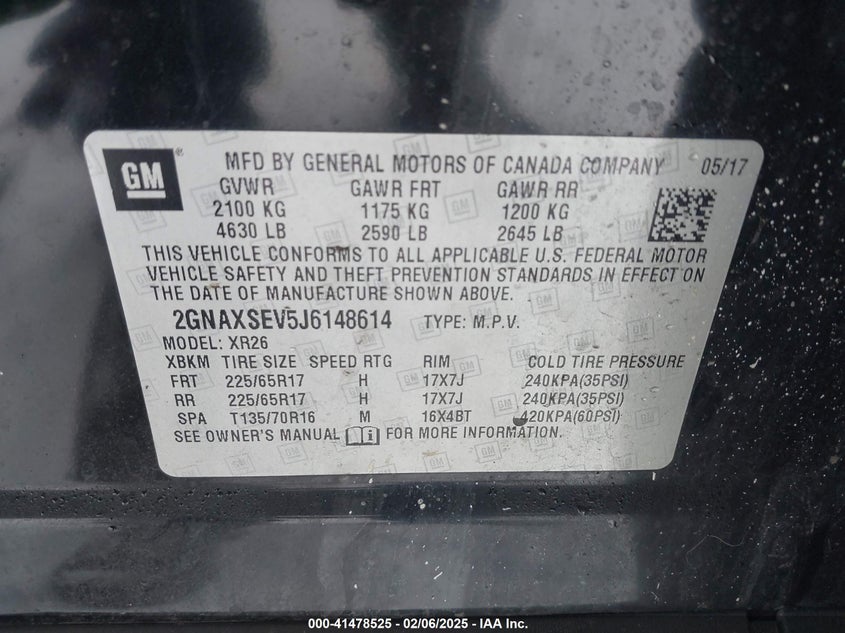 GM ® MFD BY GENERAL MOTORS OF CANADA COMPANY 05/17
GVWR GAWR FRT GAWR RR
2100 KG 1175 KG 1200 KG
4630 LB 2590 LB 2645 LB
THIS VEHICLE CONFORMS TO ALL APPLICABLE U.S. FEDERAL MOTOR
VEHICLE SAFETY AND THEFT PREVENTION STANDARDS IN EFFECT ON
THE DATE OF MANUFACTURE SHOWN ABOVE.
2GNAXSEV5J6148614 TYPE: M.P.V.
MODEL: XR26
XBKM TIRE SIZE SPEED RTG RIM COLD TIRE PRESSURE
FRT 225/65R17 H 17X7J 240KPA(35PSI)
RR 225/65R17 H 17X7J 240KPA(35PSI)
SPA T135/70R16 M 16X4BT 420KPA(60PSI)
SEE OWNER'S MANUAL FOR MORE INFORMATION.
000-41478525 - 02/06/2025 - IAA Inc.